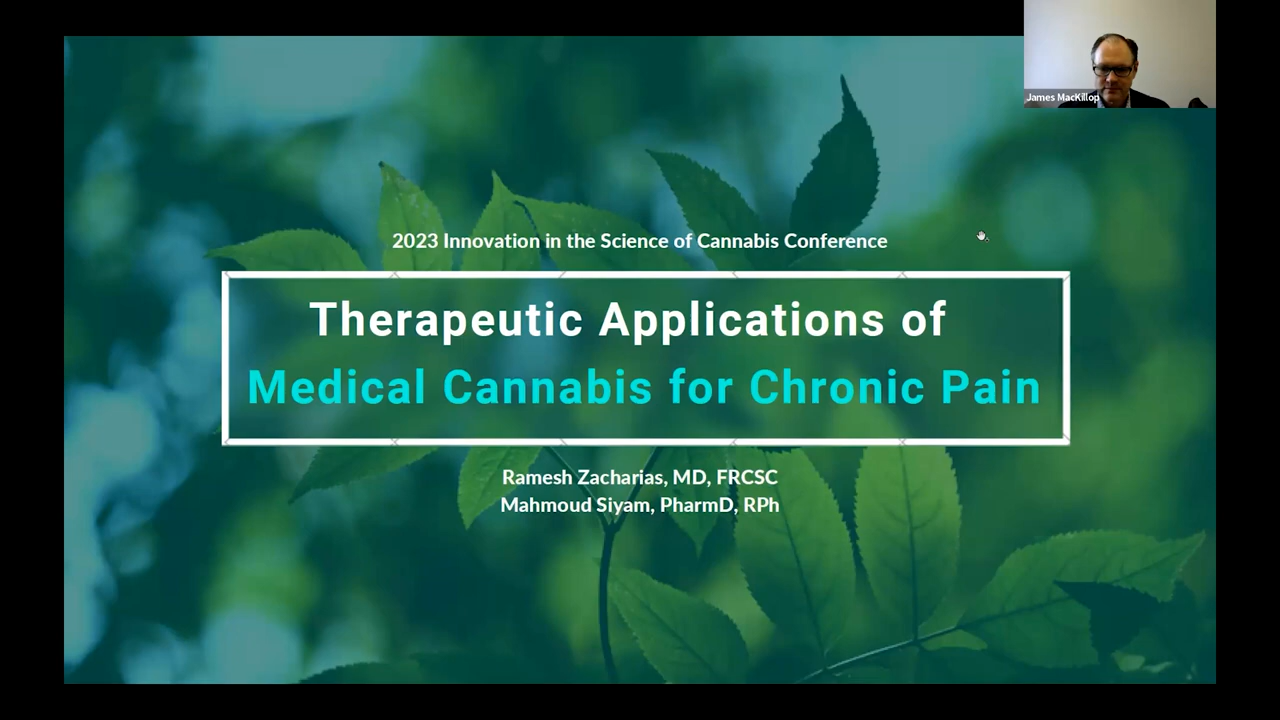 James MacKillop
2023 Innovation in the Science of Cannabis Conference
Therapeutic Applications of
Medical Cannabis for Chronic Pain
Ramesh Zacharias, MD, FRCSC
Mahmoud Siyam, PharmD, RPh